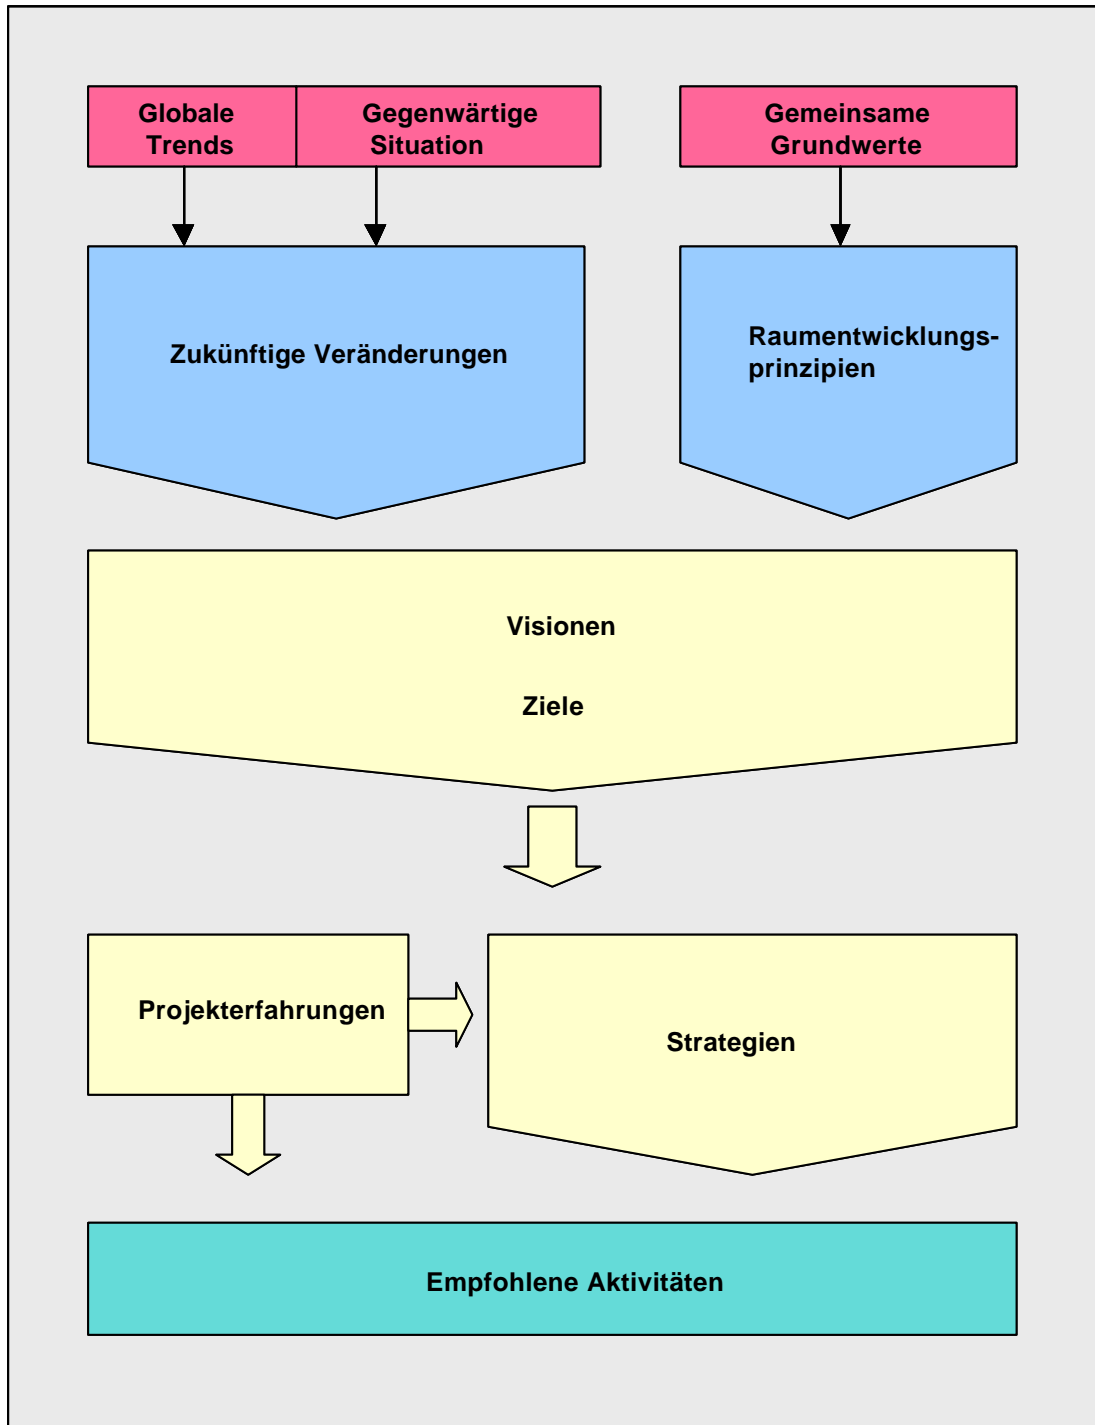 Globale
Trends
Gegenwärtige
Situation
Gemeinsame
Grundwerte
Zukünftige Veränderungen
Raumentwicklungs-
prinzipien
Visionen
Ziele
Projekterfahrungen
Strategien
Empfohlene Aktivitäten